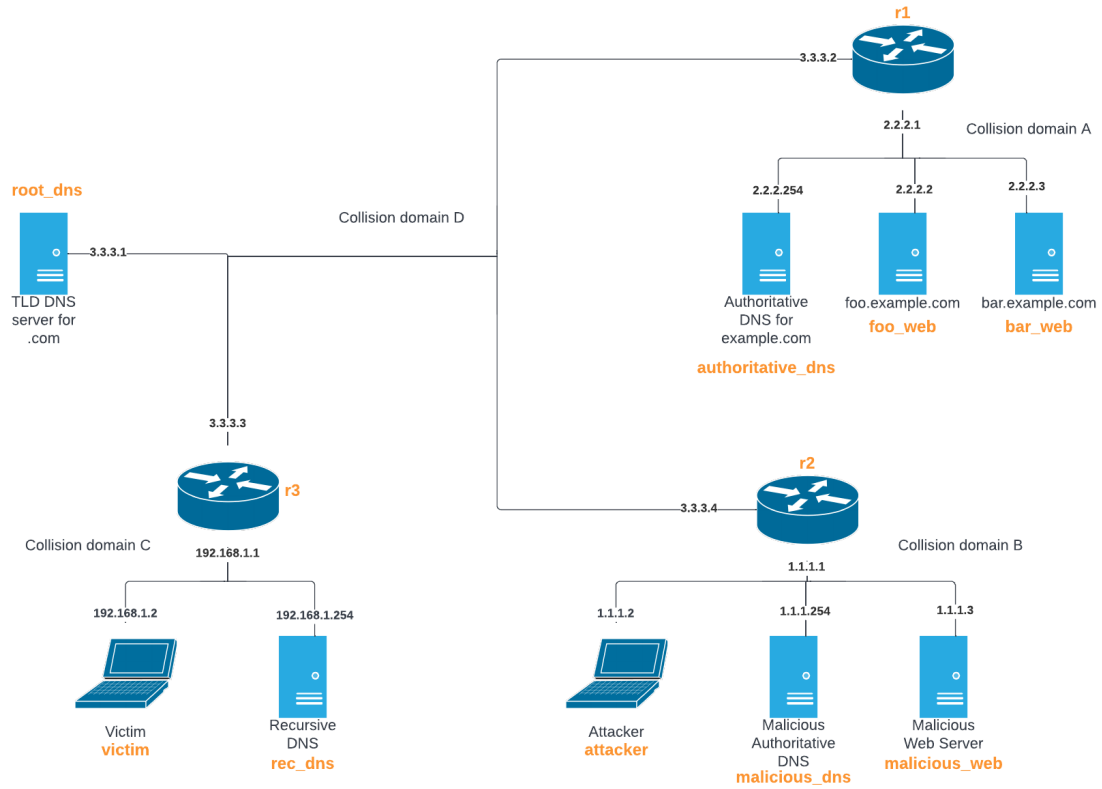 r1
3.3.3.2
2.2.2.1
Collision domain A
root_dns
2.2.2.254
2.2.2.2
2.2.2.3
Collision domain D
3.3.3.1
TLD DNS
server for
.com
Authoritative
DNS for
example.com
authoritative_dns
foo.example.com
foo_web
bar.example.com
bar_web
3.3.3.3
r3
r2
3.3.3.4
Collision domain C
192.168.1.1
Collision domain B
1.1.1.1
192.168.1.2
192.168.1.254
1.1.1.2
1.1.1.254
1.1.1.3
Victim
victim
Recursive
DNS
rec_dns
Attacker
attacker
Malicious
Authoritative
DNS
malicious_dns
Malicious
Web Server
malicious_web